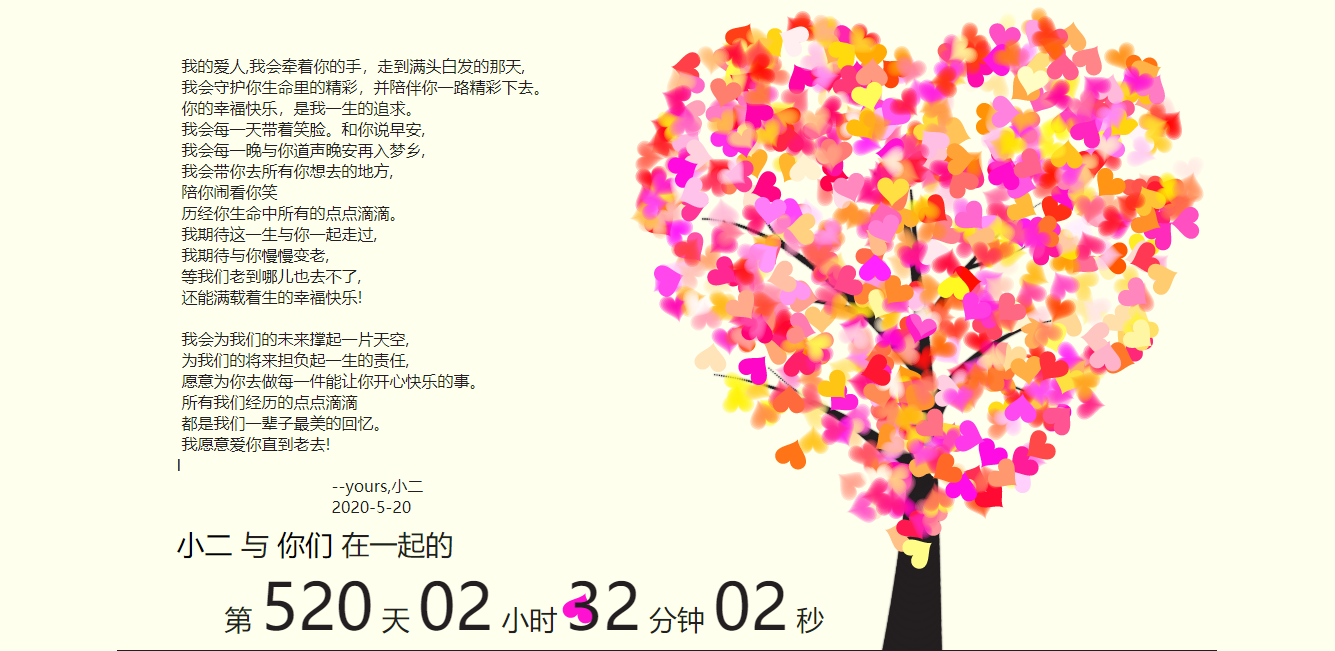 我的爱人,我会牵着你的手，走到满头白发的那天,
我会守护你生命里的精彩，并陪伴你一路精彩下去。
你的幸福快乐，是我一生的追求。
我会每一天带着笑脸。和你说早安,
我会每一晚与你道声晚安再入梦乡,
我会带你去所有你想去的地方,
陪你闹看你笑
历经你生命中所有的点点滴滴。
我期待这一生与你一起走过,
我期待与你慢慢变老,
等我们老到哪儿也去不了,
还能满载着生的幸福快乐!
我会为我们的未来撑起一片天空,
为我们的将来担负起一生的责任,
愿意为你去做每一件能让你开心快乐的事。
所有我们经历的点点滴滴
都是我们一辈子最美的回忆。
我愿意爱你直到老去!
--yours,小二
2020-5-20
小二 与 你们 在一起的
第 520 天 02 小时 32 分钟 02 秒